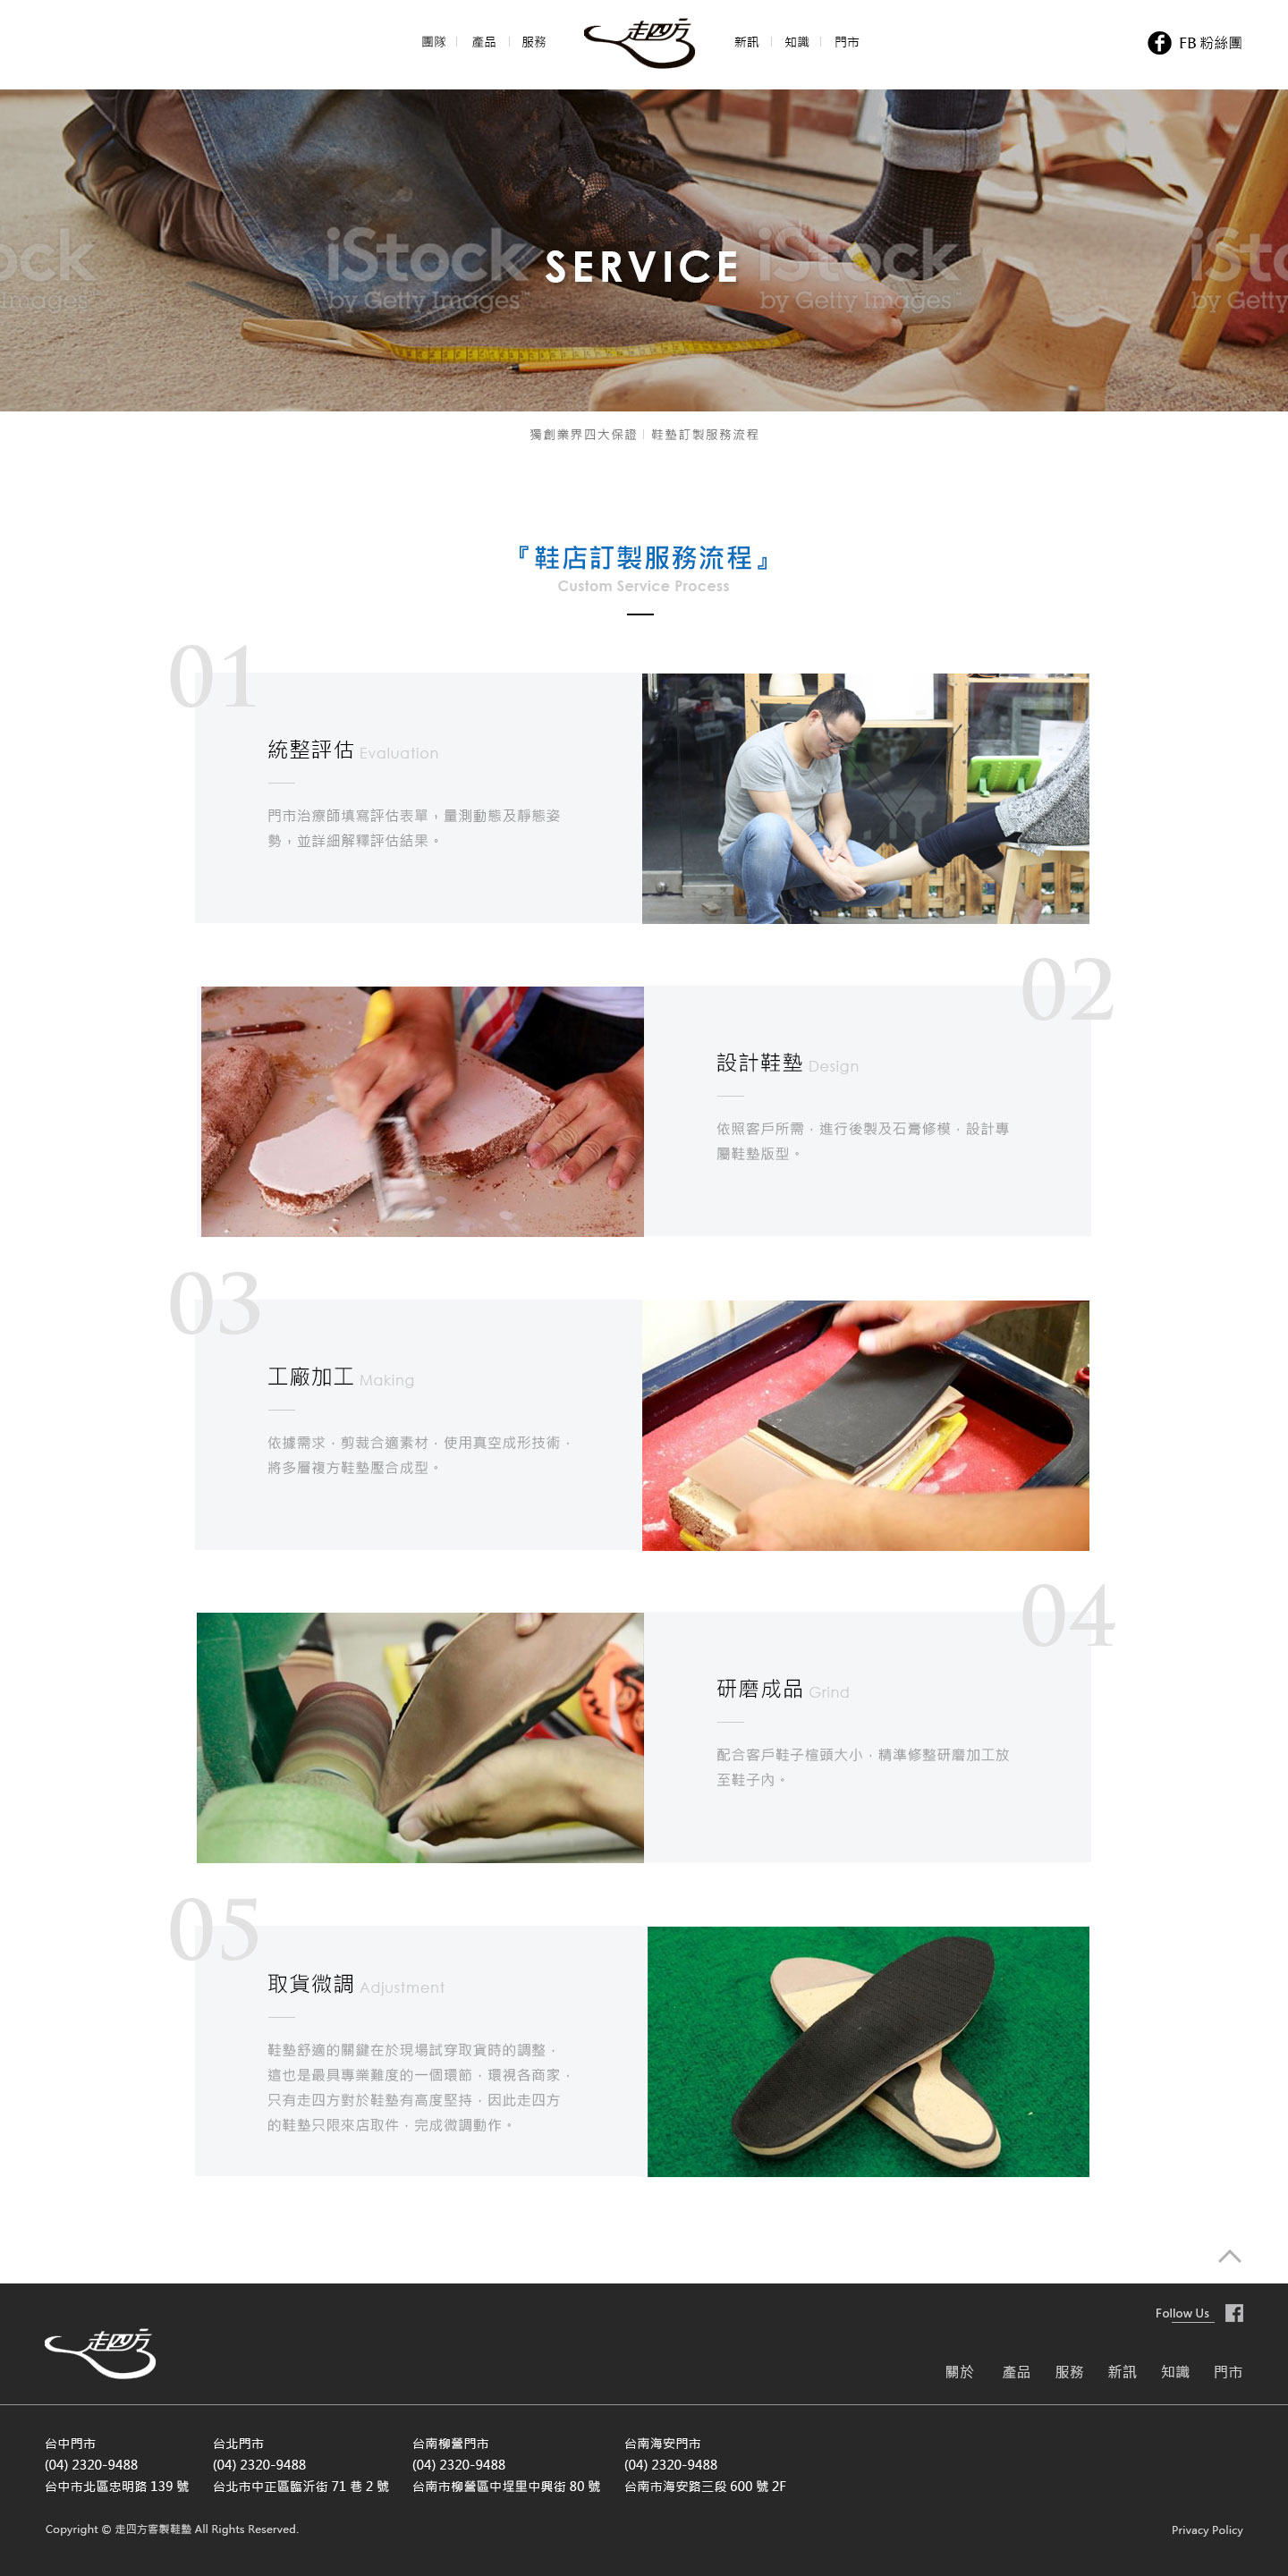 團隊 | 產品 | 服務
走四方
新訊 | 知識 | 門市
FB 粉絲團
iStock
by Getty Images™
SERVICE
獨創業界四大保證 | 鞋墊訂製服務流程
『鞋店訂製服務流程』
Custom Service Process
01
統整評估 Evaluation
門市治療師填寫評估表單，量測動態及靜態姿
勢，並詳細解釋評估結果。
02
設計鞋墊 Design
依照客戶所需，進行後製及石膏修模，設計專
屬鞋墊版型。
03
工廠加工 Making
依據需求，剪裁合適素材，使用真空成形技術，
將多層複方鞋墊壓合成型。
04
研磨成品 Grind
配合客戶鞋子楦頭大小，精準修整研磨加工放
至鞋子內。
05
取貨微調 Adjustment
鞋墊舒適的關鍵在於現場試穿取貨時的調整，
這也是最具專業難度的一個環節，環視各商家，
只有走四方對於鞋墊有高度堅持，因此走四方
的鞋墊只限來店取件，完成微調動作。
Follow Us
走四方
關於 產品 服務 新訊 知識 門市
台中門市
(04) 2320-9488
台中市北區忠明路 139 號
台北門市
(04) 2320-9488
台北市中正區臨沂街 71 巷 2 號
台南柳營門市
(04) 2320-9488
台南市柳營區中埕里中興街 80 號
台南海安門市
(04) 2320-9488
台南市海安路三段 600 號 2F
Copyright © 走四方客製鞋墊 All Rights Reserved.
Privacy Policy